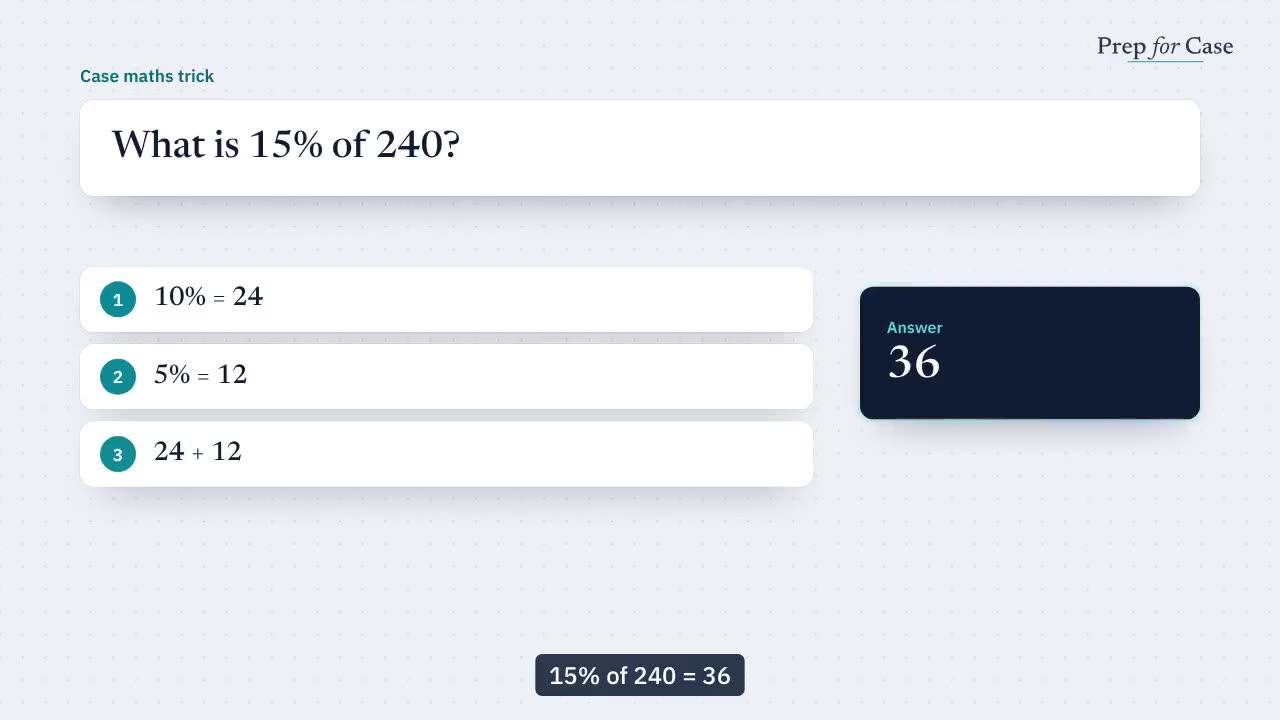 Prep for Case
Case maths trick
What is 15% of 240?
1 10% = 24
2 5% = 12
3 24 + 12
Answer
36
15% of 240 = 36